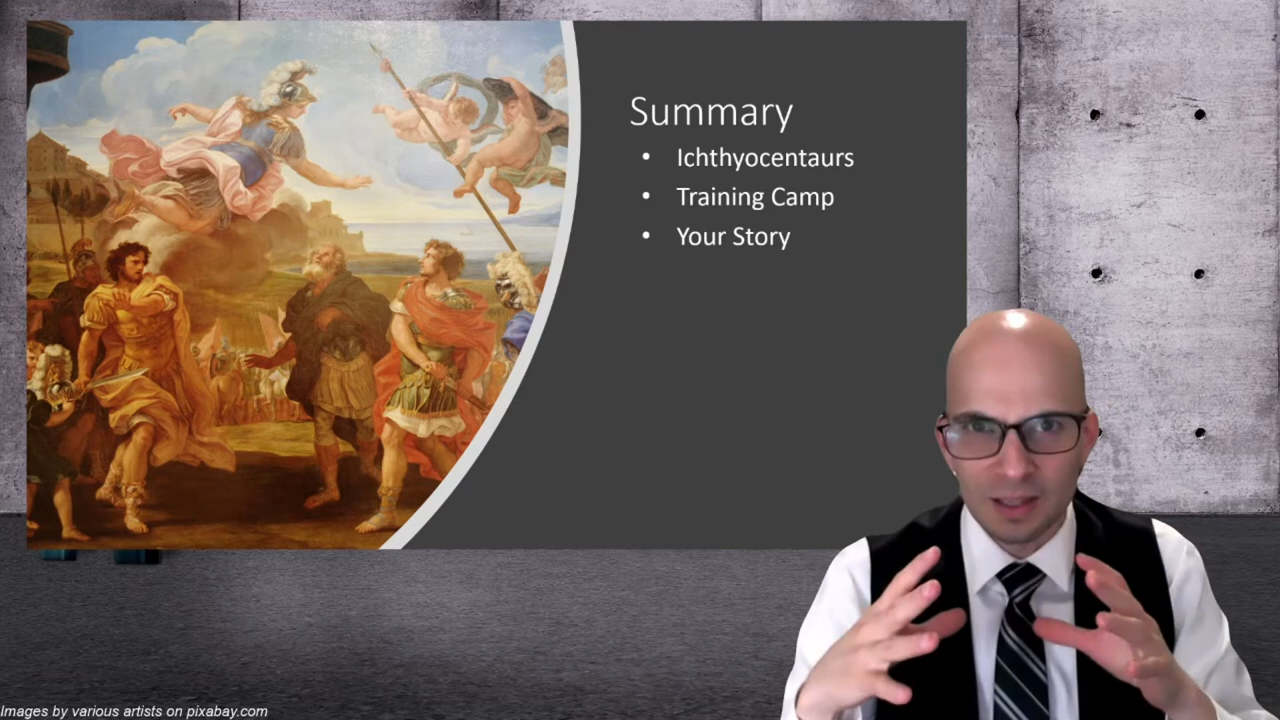 Summary
• Ichthyocentaurs
• Training Camp
• Your Story
Images by various artists on pixabay.com